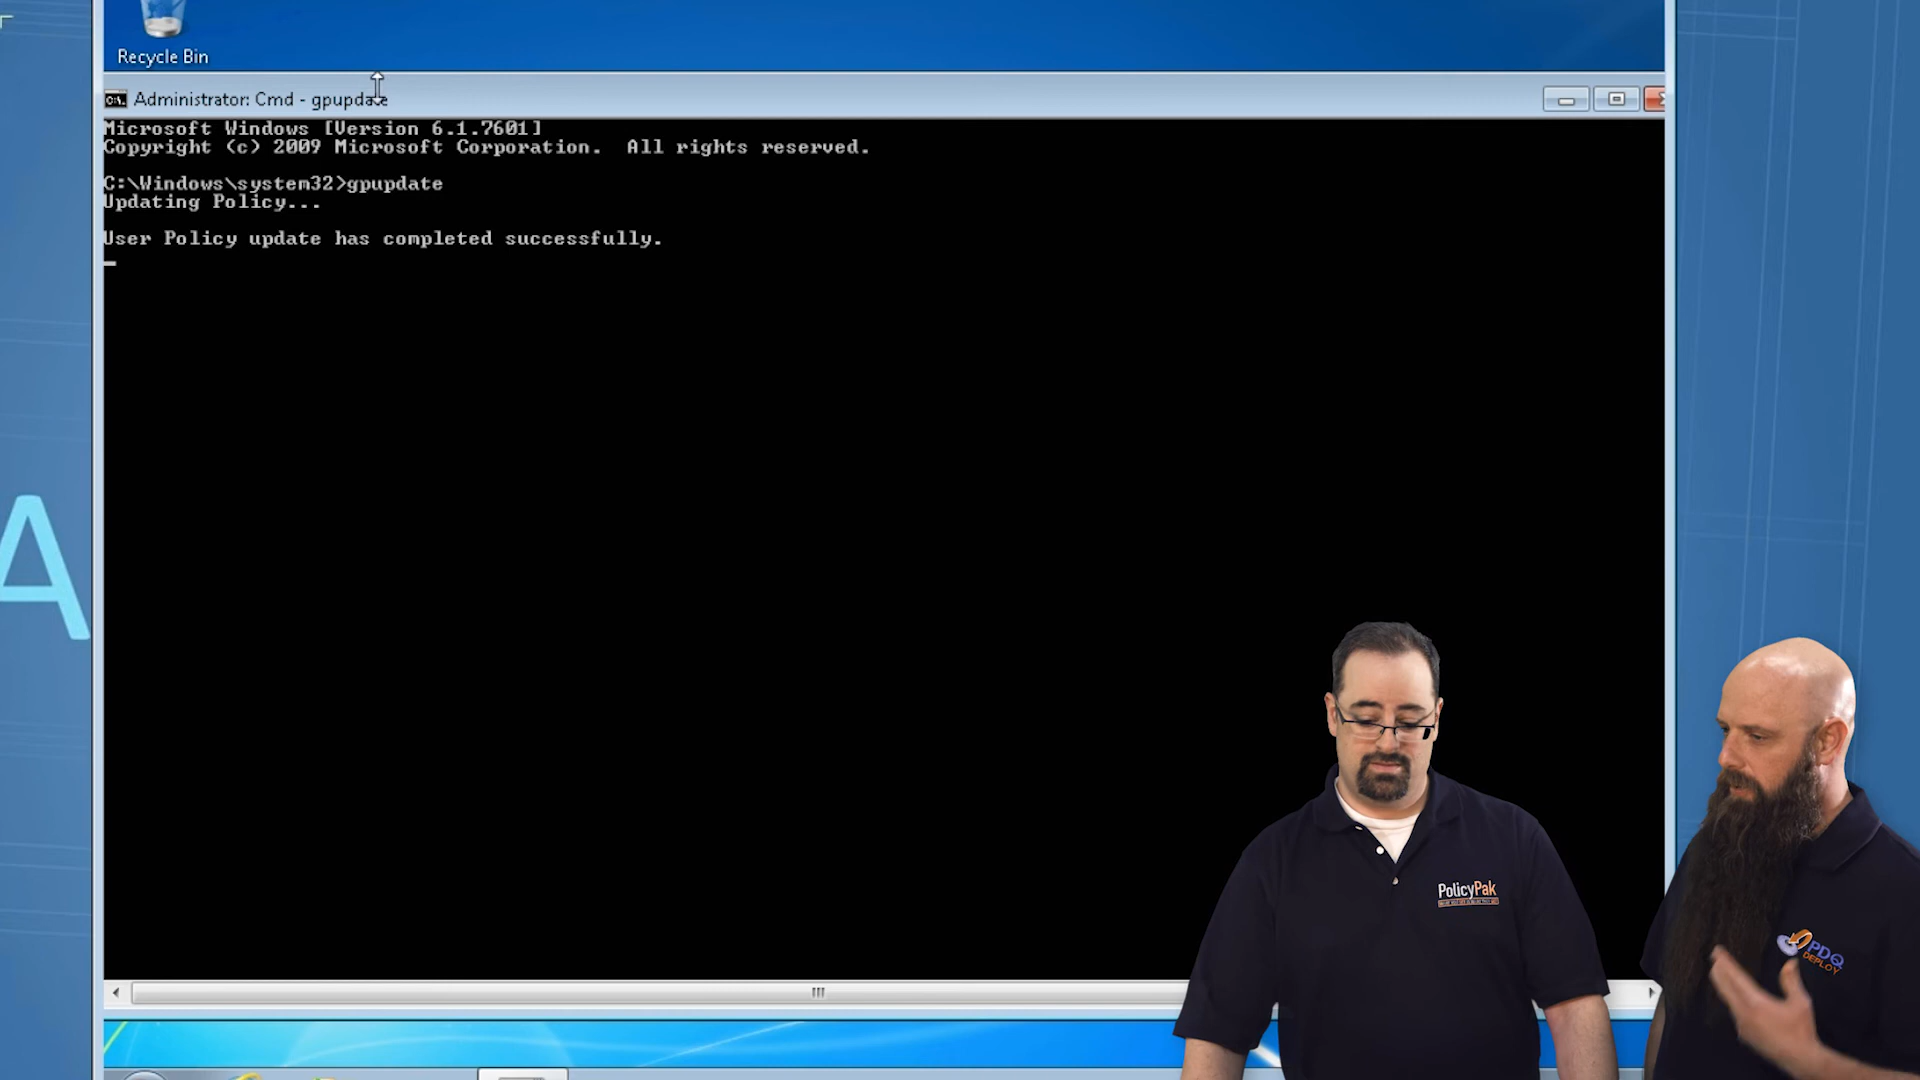 Recycle Bin
Administrator: Cmd - gpupdate
Microsoft Windows [Version 6.1.7601]
Copyright (c) 2009 Microsoft Corporation.  All rights reserved.
C:\Windows\system32>gpupdate
Updating Policy...
User Policy update has completed successfully.
A
PolicyPak
PDQ
DEPLOY